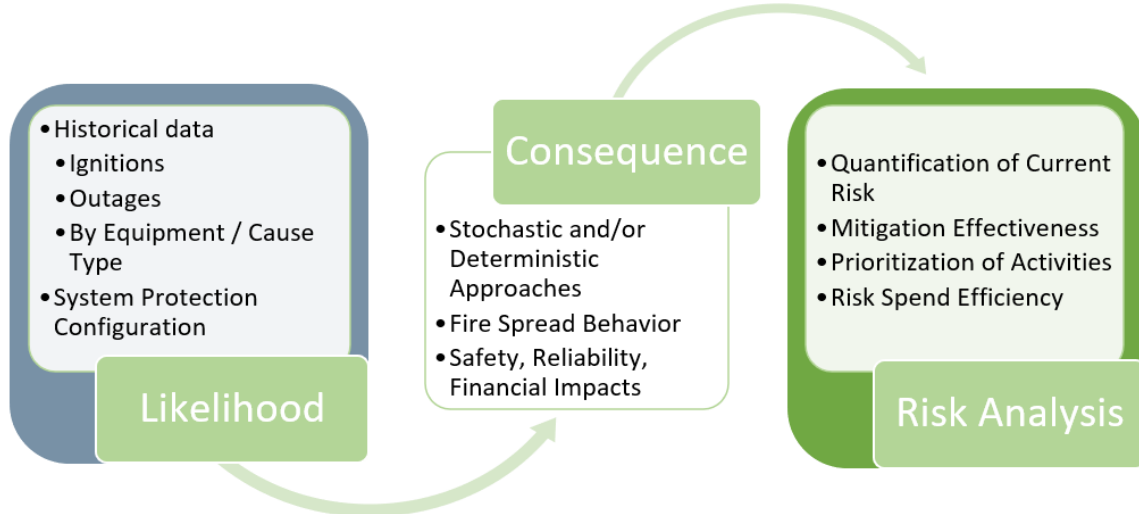 • Historical data
• Ignitions
• Outages
• By Equipment / Cause
Type
• System Protection
Configuration
Likelihood
Consequence
• Stochastic and/or
Deterministic
Approaches
• Fire Spread Behavior
• Safety, Reliability,
Financial Impacts
• Quantification of Current
Risk
• Mitigation Effectiveness
• Prioritization of Activities
• Risk Spend Efficiency
Risk Analysis